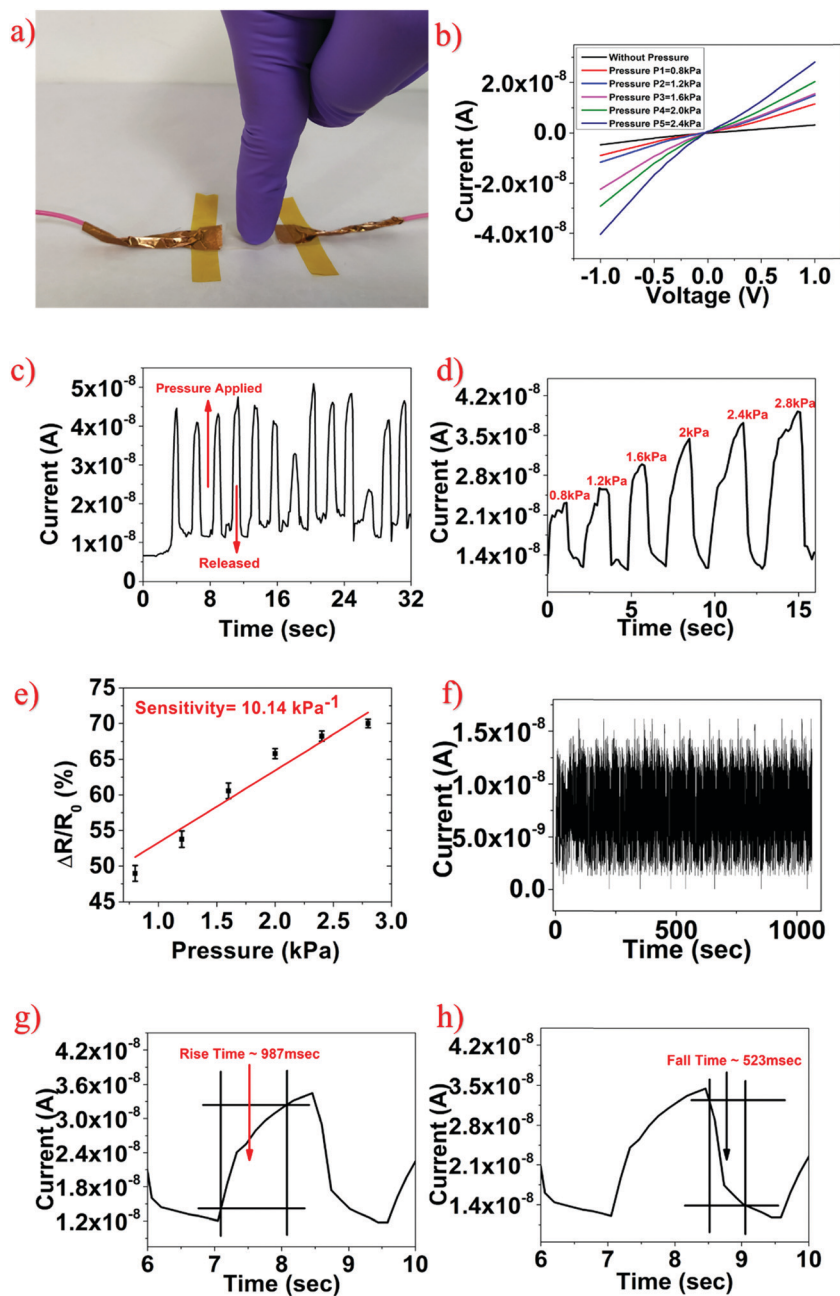 a)
b)
Current (A)
2.0x10⁻⁸
0.0
-2.0x10⁻⁸
-4.0x10⁻⁸
Without Pressure
Pressure P1=0.8kPa
Pressure P2=1.2kPa
Pressure P3=1.6kPa
Pressure P4=2.0kPa
Pressure P5=2.4kPa
-1.0 -0.5 0.0 0.5 1.0
Voltage (V)
c)
Current (A)
5x10⁻⁸
4x10⁻⁸
3x10⁻⁸
2x10⁻⁸
1x10⁻⁸
0
Pressure Applied
Released
0 8 16 24 32
Time (sec)
d)
Current (A)
4.2x10⁻⁸
3.5x10⁻⁸
2.8x10⁻⁸
2.1x10⁻⁸
1.4x10⁻⁸
0.8kPa
1.2kPa
1.6kPa
2kPa
2.4kPa
2.8kPa
0 5 10 15
Time (sec)
e)
ΔR/R₀ (%)
75
70
65
60
55
50
45
Sensitivity= 10.14 kPa⁻¹
1.0 1.5 2.0 2.5 3.0
Pressure (kPa)
f)
Current (A)
1.5x10⁻⁸
1.0x10⁻⁸
5.0x10⁻⁹
0.0
0 500 1000
Time (sec)
g)
Current (A)
4.2x10⁻⁸
3.6x10⁻⁸
3.0x10⁻⁸
2.4x10⁻⁸
1.8x10⁻⁸
1.2x10⁻⁸
Rise Time ~ 987msec
6 7 8 9 10
Time (sec)
h)
Current (A)
4.2x10⁻⁸
3.5x10⁻⁸
2.8x10⁻⁸
2.1x10⁻⁸
1.4x10⁻⁸
Fall Time ~ 523msec
6 7 8 9 10
Time (sec)